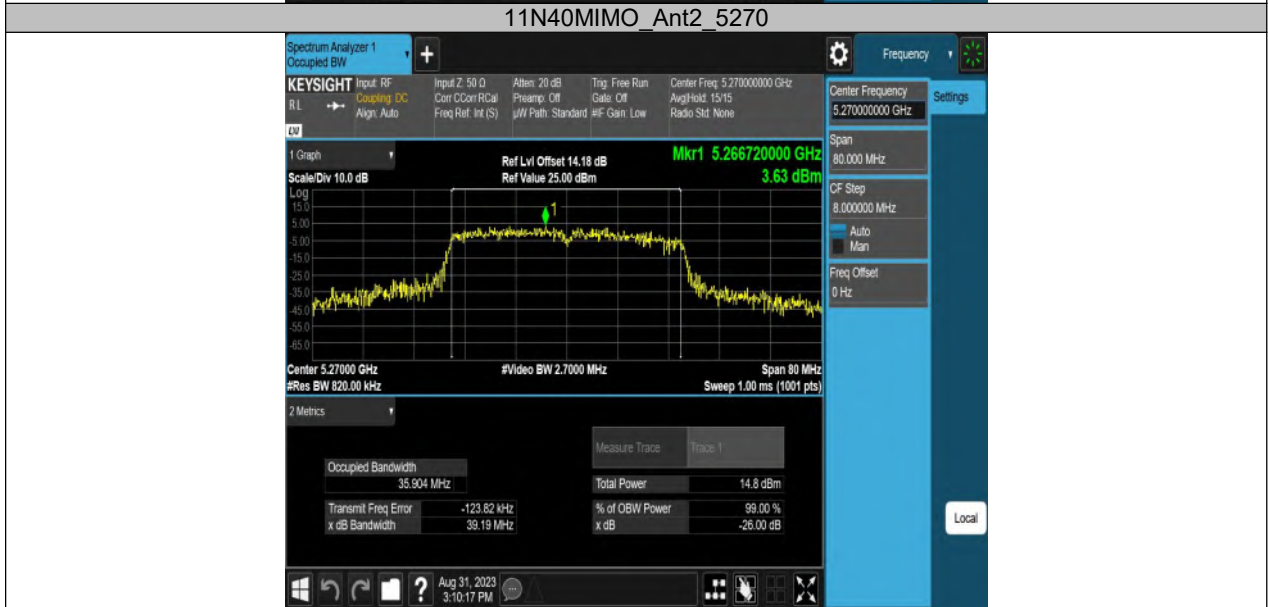 11N40MIMO_Ant2_5270
Spectrum Analyzer 1
Occupied BW
+
Frequency
KEYSIGHT
RL
LXI
Input: RF
Coupling: DC
Align: Auto
Input Z: 50 Ω
Corr CCorr RCal
Freq Ref: Int (S)
Atten: 20 dB
Preamp: Off
µW Path: Standard
Trig: Free Run
Gate: Off
#IF Gain: Low
Center Freq: 5.270000000 GHz
Avg|Hold: 15/15
Radio Std: None
Center Frequency
5.270000000 GHz
Settings
Span
80.000 MHz
CF Step
8.000000 MHz
Auto
Man
Freq Offset
0 Hz
Local
1 Graph
Scale/Div 10.0 dB
Ref Lvl Offset 14.18 dB
Ref Value 25.00 dBm
Mkr1 5.266720000 GHz
3.63 dBm
Log
15.0
5.00
-5.00
-15.0
-25.0
-35.0
-45.0
-55.0
-65.0
1
Center 5.27000 GHz
#Res BW 820.00 kHz
#Video BW 2.7000 MHz
Span 80 MHz
Sweep 1.00 ms (1001 pts)
2 Metrics
Measure Trace Trace 1
Occupied Bandwidth
35.904 MHz
Total Power 14.8 dBm
Transmit Freq Error -123.82 kHz
% of OBW Power 99.00 %
x dB Bandwidth 39.19 MHz
x dB -26.00 dB
?
Aug 31, 2023
3:10:17 PM